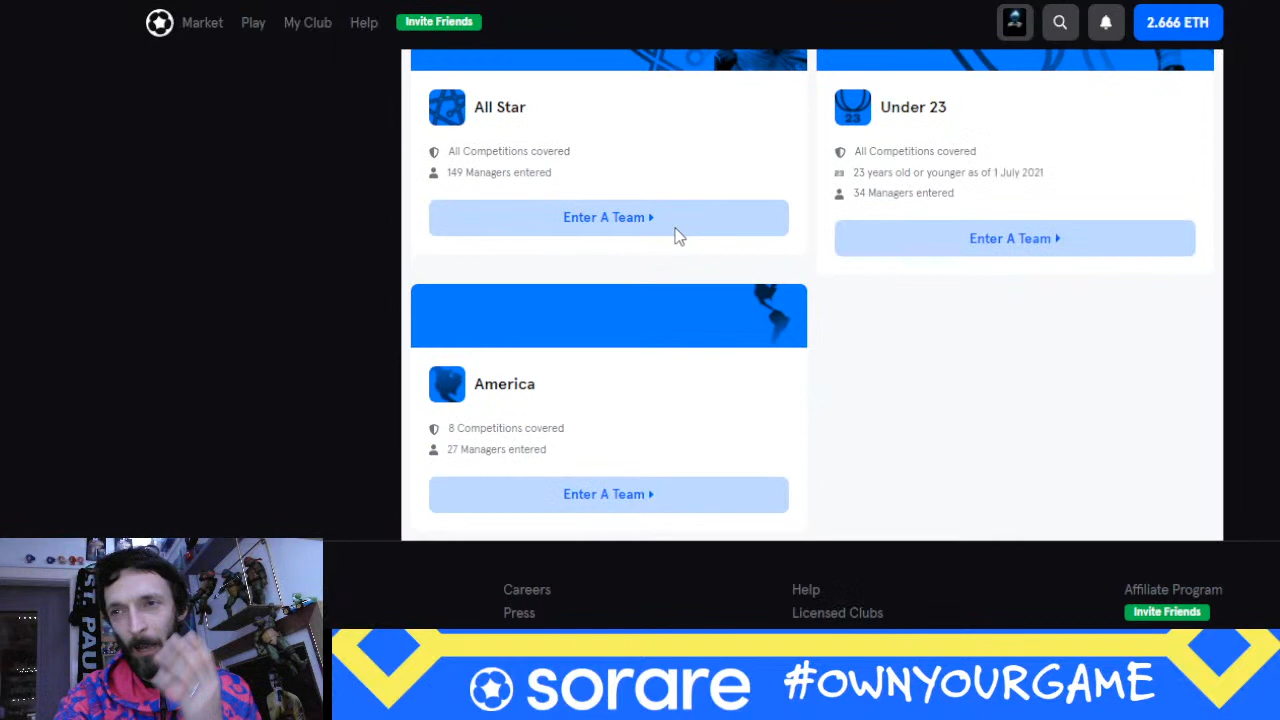 Market Play My Club Help Invite Friends 2.666 ETH
All Star
All Competitions covered
149 Managers entered
Enter A Team
Under 23
23
All Competitions covered
23 years old or younger as of 1 July 2021
34 Managers entered
Enter A Team
America
8 Competitions covered
27 Managers entered
Enter A Team
Careers Help Affiliate Program
Press Licensed Clubs Invite Friends
ST. PAU
sorare #OWNYOURGAME